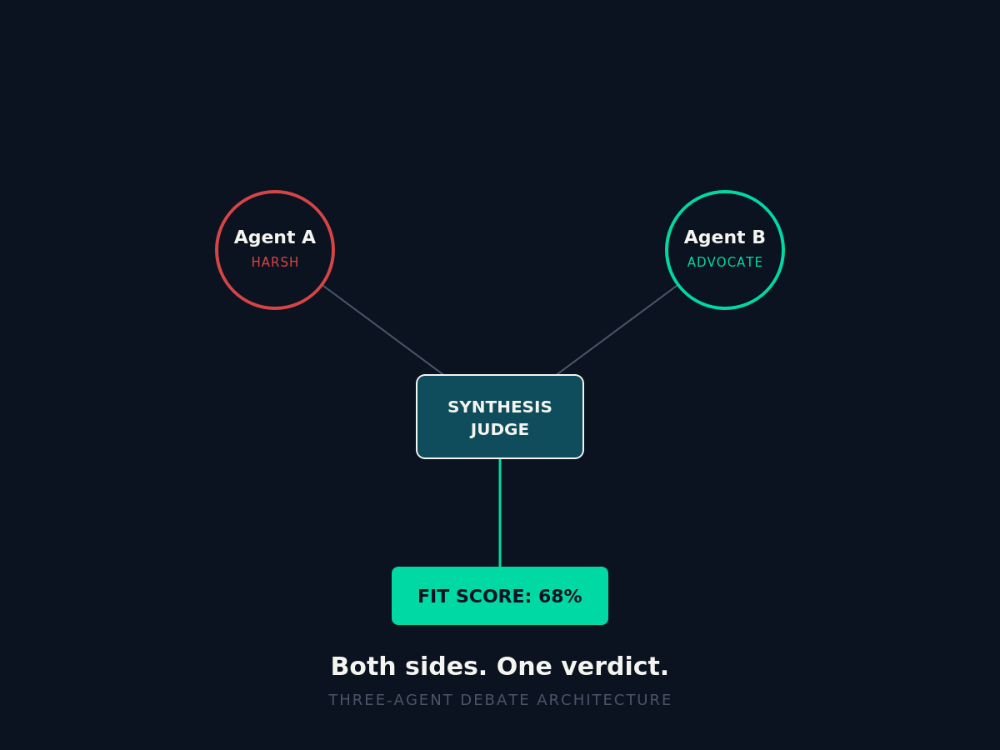 Agent A
HARSH
Agent B
ADVOCATE
SYNTHESIS
JUDGE
FIT SCORE: 68%
Both sides. One verdict.
THREE-AGENT DEBATE ARCHITECTURE